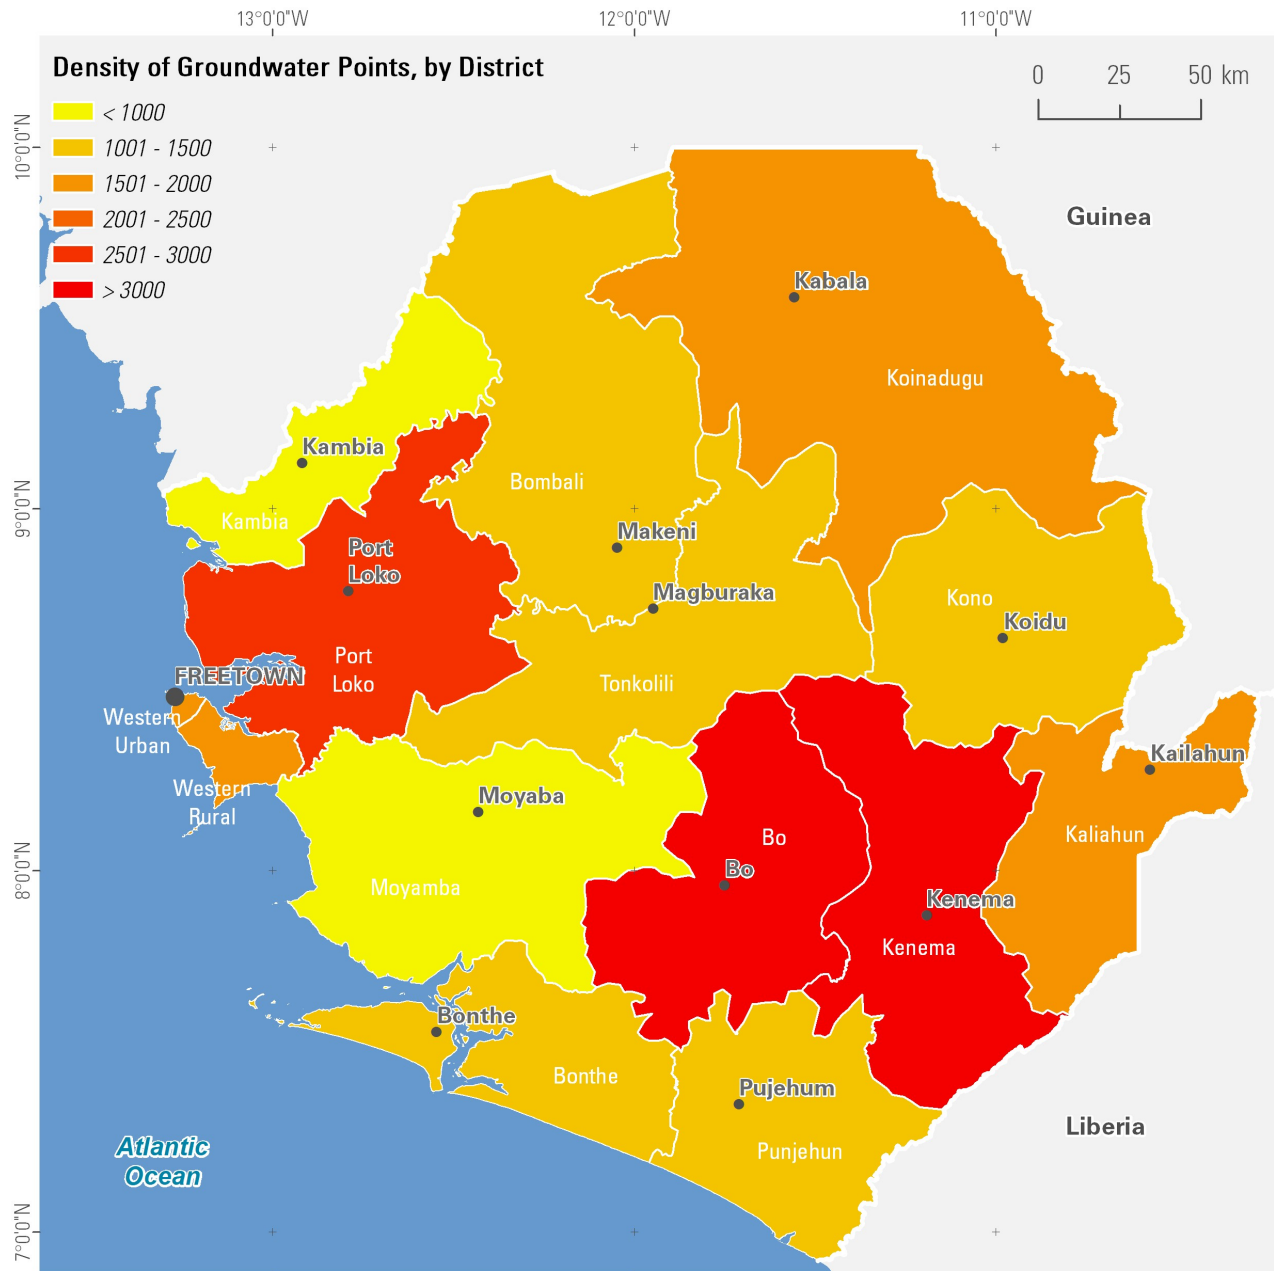 13°0'0"W 12°0'0"W 11°0'0"W
Density of Groundwater Points, by District
0 25 50 km
< 1000
1001 - 1500
1501 - 2000
2001 - 2500
2501 - 3000
> 3000
10°0'0"N
Guinea
Kabala
Koinadugu
Kambia
Bombali
9°0'0"N
Kambia
Makeni
Port
Loko
Magburaka
Kono
Koidu
Port
Loko
FREETOWN
Tonkolili
Western
Urban
Kailahun
Western
Rural
Moyaba
Bo
Kaliahun
8°0'0"N
Bo
Moyamba
Kenema
Kenema
Bonthe
Bonthe
Pujehum
Liberia
Atlantic
Ocean
Punjehun
7°0'0"N